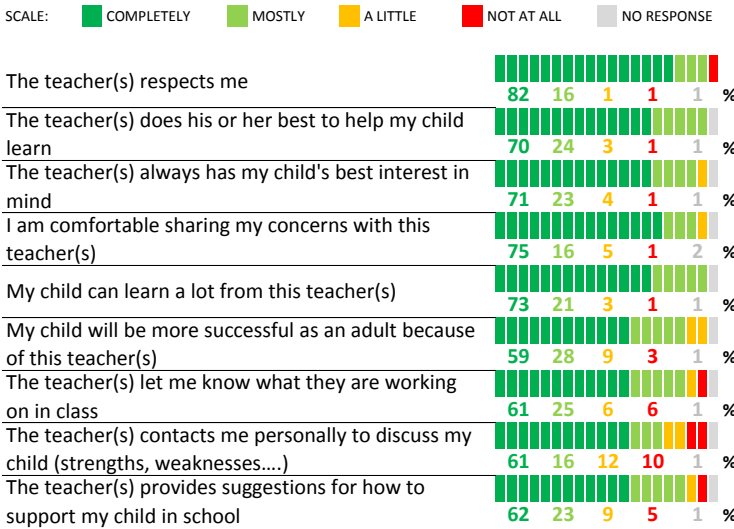 SCALE: COMPLETELY MOSTLY A LITTLE NOT AT ALL NO RESPONSE
The teacher(s) respects me
82 16 1 1 1 %
The teacher(s) does his or her best to help my child
learn
70 24 3 1 1 %
The teacher(s) always has my child's best interest in
mind
71 23 4 1 1 %
I am comfortable sharing my concerns with this
teacher(s)
75 16 5 1 2 %
My child can learn a lot from this teacher(s)
73 21 3 1 1 %
My child will be more successful as an adult because
of this teacher(s)
59 28 9 3 1 %
The teacher(s) let me know what they are working
on in class
61 25 6 6 1 %
The teacher(s) contacts me personally to discuss my
child (strengths, weaknesses....)
61 16 12 10 1 %
The teacher(s) provides suggestions for how to
support my child in school
62 23 9 5 1 %